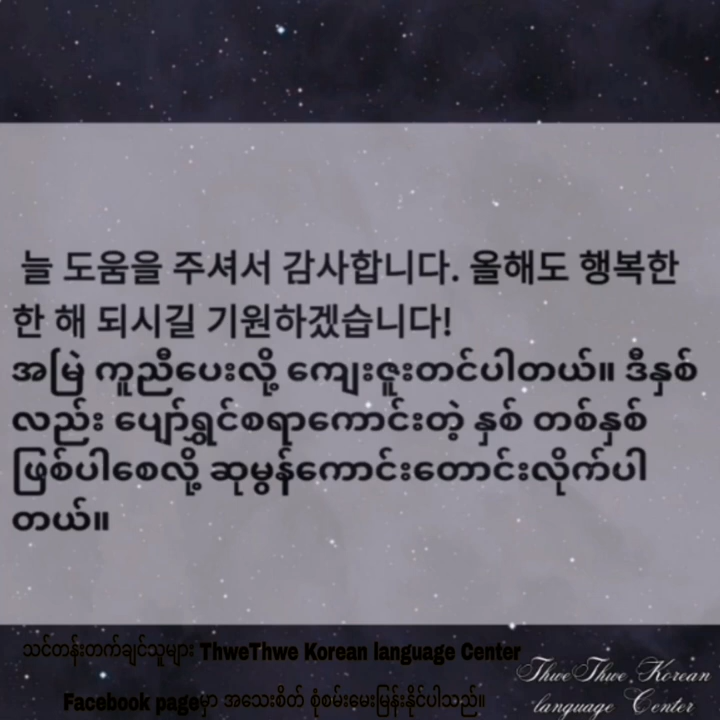 늘 도움을 주셔서 감사합니다. 올해도 행복한
한 해 되시길 기원하겠습니다!
အမြဲ ကူညီပေးလို့ ကျေးဇူးတင်ပါတယ်။ ဒီနှစ်
လည်း ပျော်ရွှင်စရာကောင်းတဲ့ နှစ် တစ်နှစ်
ဖြစ်ပါစေလို့ ဆုမွန်ကောင်းတောင်းလိုက်ပါ
တယ်။
သင်တန်းတက်ချင်သူများ ThweThwe Korean language Center
Facebook pageမှာ အသေးစိတ် စုံစမ်းမေးမြန်းနိုင်ပါသည်။
Thwe Thwe Korean
language Center